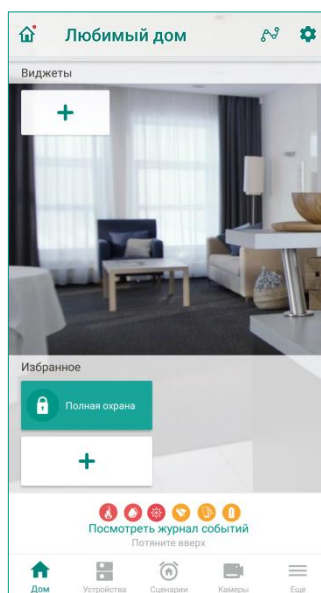 Любимый дом
Виджеты
Избранное
Полная охрана
Посмотреть журнал событий
Потяните вверх
Дом
Устройства
Сценарии
Камеры
Еще